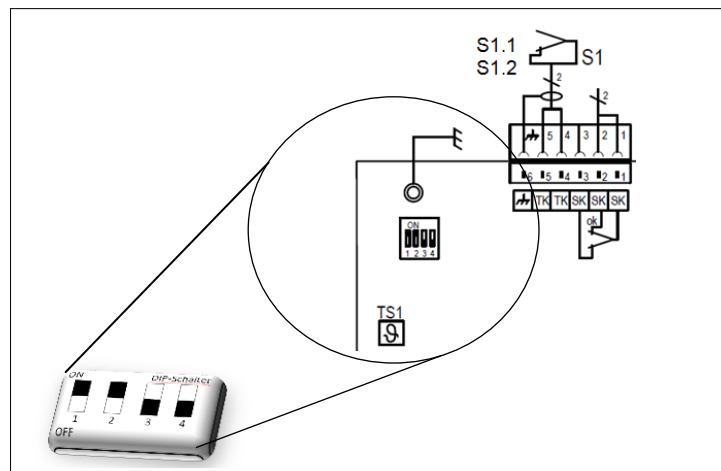 S1.1
S1.2
S1
2
2
5 4 3 2 1
6 5 4 3 2 1
TK TK SK SK SK
ok
ON
1 2 3 4
TS1
ϑ
ON DIP-Schalter
1 2 3 4
OFF